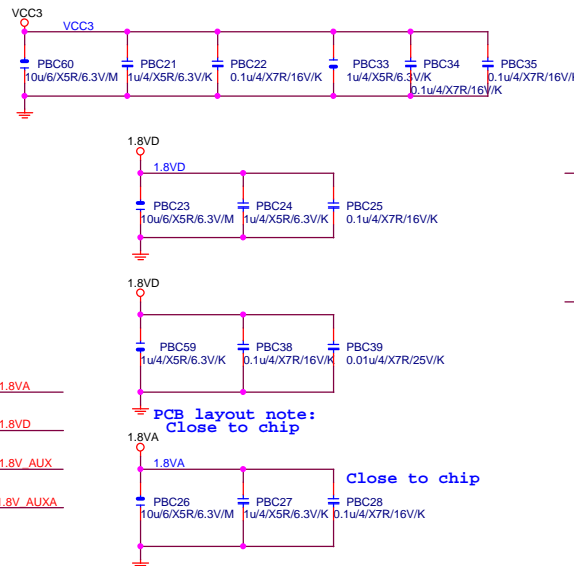 VCC3
VCC3
PBC60
10u/6/X5R/6.3V/M
PBC21
1u/4/X5R/6.3V/K
PBC22
0.1u/4/X7R/16V/K
PBC33
1u/4/X5R/6.3V/K
PBC34
0.1u/4/X7R/16V/K
PBC35
0.1u/4/X7R/16V/K
1.8VD
1.8VD
PBC23
10u/6/X5R/6.3V/M
PBC24
1u/4/X5R/6.3V/K
PBC25
0.1u/4/X7R/16V/K
1.8VD
PBC59
1u/4/X5R/6.3V/K
PBC38
0.1u/4/X7R/16V/K
PBC39
0.01u/4/X7R/25V/K
1.8VA
1.8VD
1.8V_AUX
1.8V_AUXA
PCB layout note:
Close to chip
1.8VA
1.8VA
Close to chip
PBC26
10u/6/X5R/6.3V/M
PBC27
1u/4/X5R/6.3V/K
PBC28
0.1u/4/X7R/16V/K